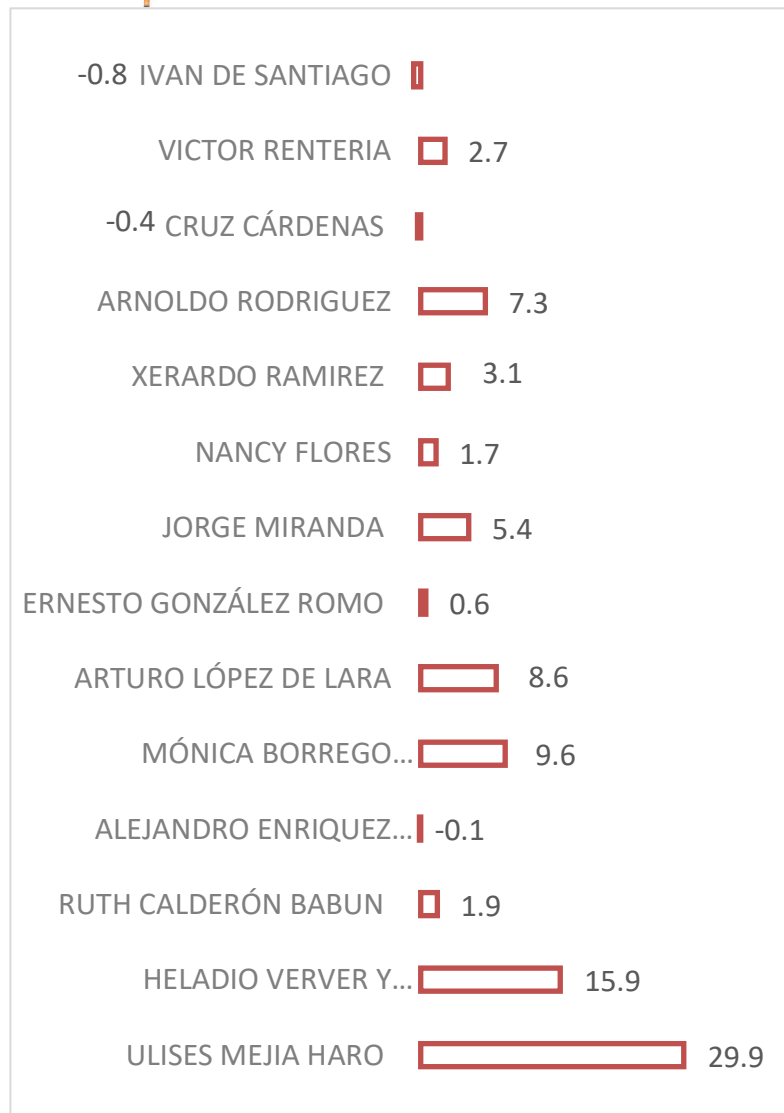 -0.8 IVAN DE SANTIAGO
VICTOR RENTERIA 2.7
-0.4 CRUZ CÁRDENAS
ARNOLDO RODRIGUEZ 7.3
XERARDO RAMIREZ 3.1
NANCY FLORES 1.7
JORGE MIRANDA 5.4
ERNESTO GONZÁLEZ ROMO 0.6
ARTURO LÓPEZ DE LARA 8.6
MÓNICA BORREGO... 9.6
ALEJANDRO ENRIQUEZ... -0.1
RUTH CALDERÓN BABUN 1.9
HELADIO VERVER Y... 15.9
ULISES MEJIA HARO 29.9